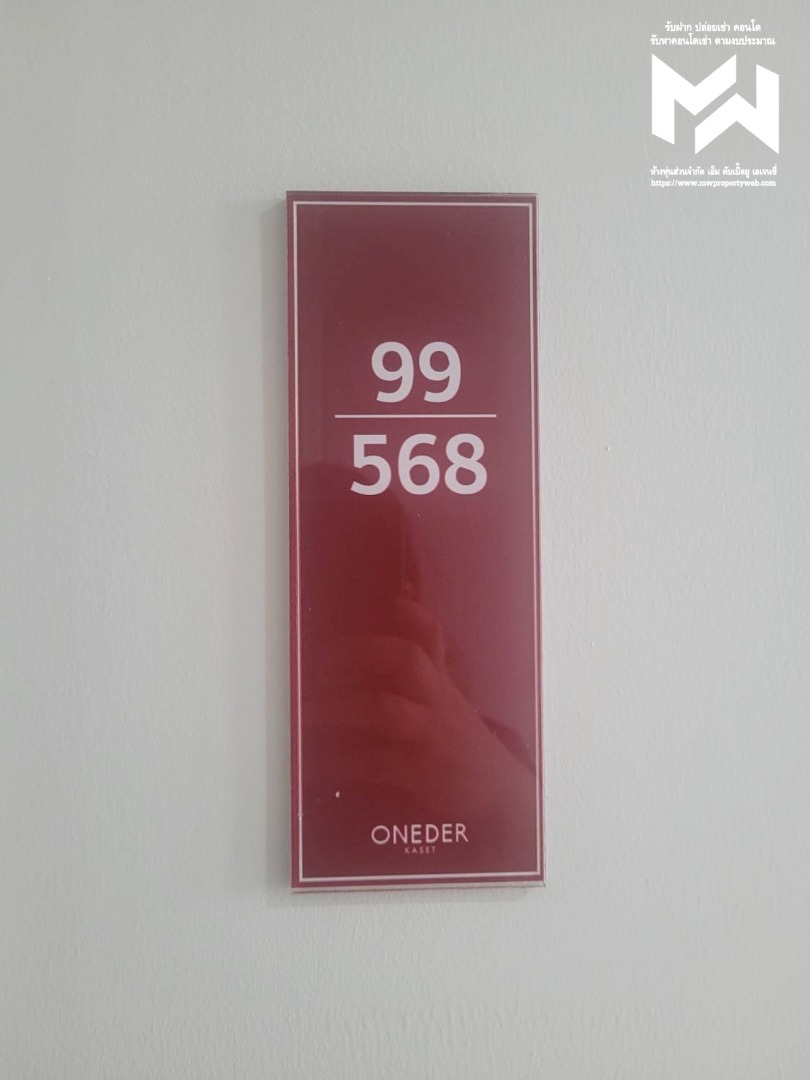 รับฝาก ปล่อยเช่า คอนโด
รับหาคอนโดเช่า ตามงบประมาณ
MW
ห้างหุ้นส่วนจำกัด เอ็ม ดับเบิ้ลยู เอเจนซี่
https://www.mwpropertyweb.com
99
568
ONEDER
KASET